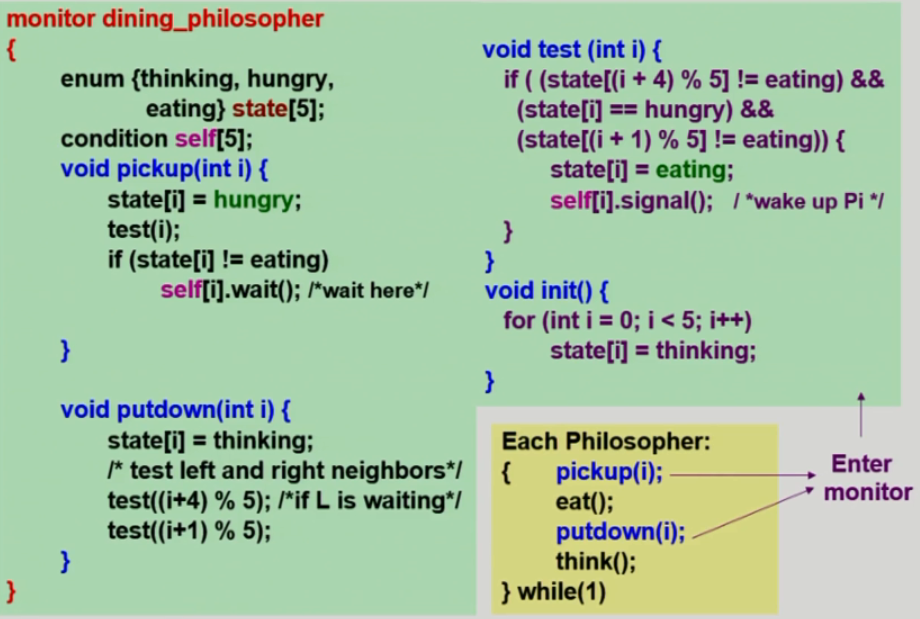 monitor dining_philosopher
{
enum {thinking, hungry,
eating} state[5];
condition self[5];
void pickup(int i) {
state[i] = hungry;
test(i);
if (state[i] != eating)
self[i].wait(); /*wait here*/
}
void putdown(int i) {
state[i] = thinking;
/* test left and right neighbors*/
test((i+4) % 5); /*if L is waiting*/
test((i+1) % 5);
}
}
void test (int i) {
if ( (state[(i + 4) % 5] != eating) &&
(state[i] == hungry) &&
(state[(i + 1) % 5] != eating)) {
state[i] = eating;
self[i].signal(); / *wake up Pi */
}
}
void init() {
for (int i = 0; i < 5; i++)
state[i] = thinking;
}
Each Philosopher:
{ pickup(i);
eat();
putdown(i);
think();
} while(1)
Enter
monitor